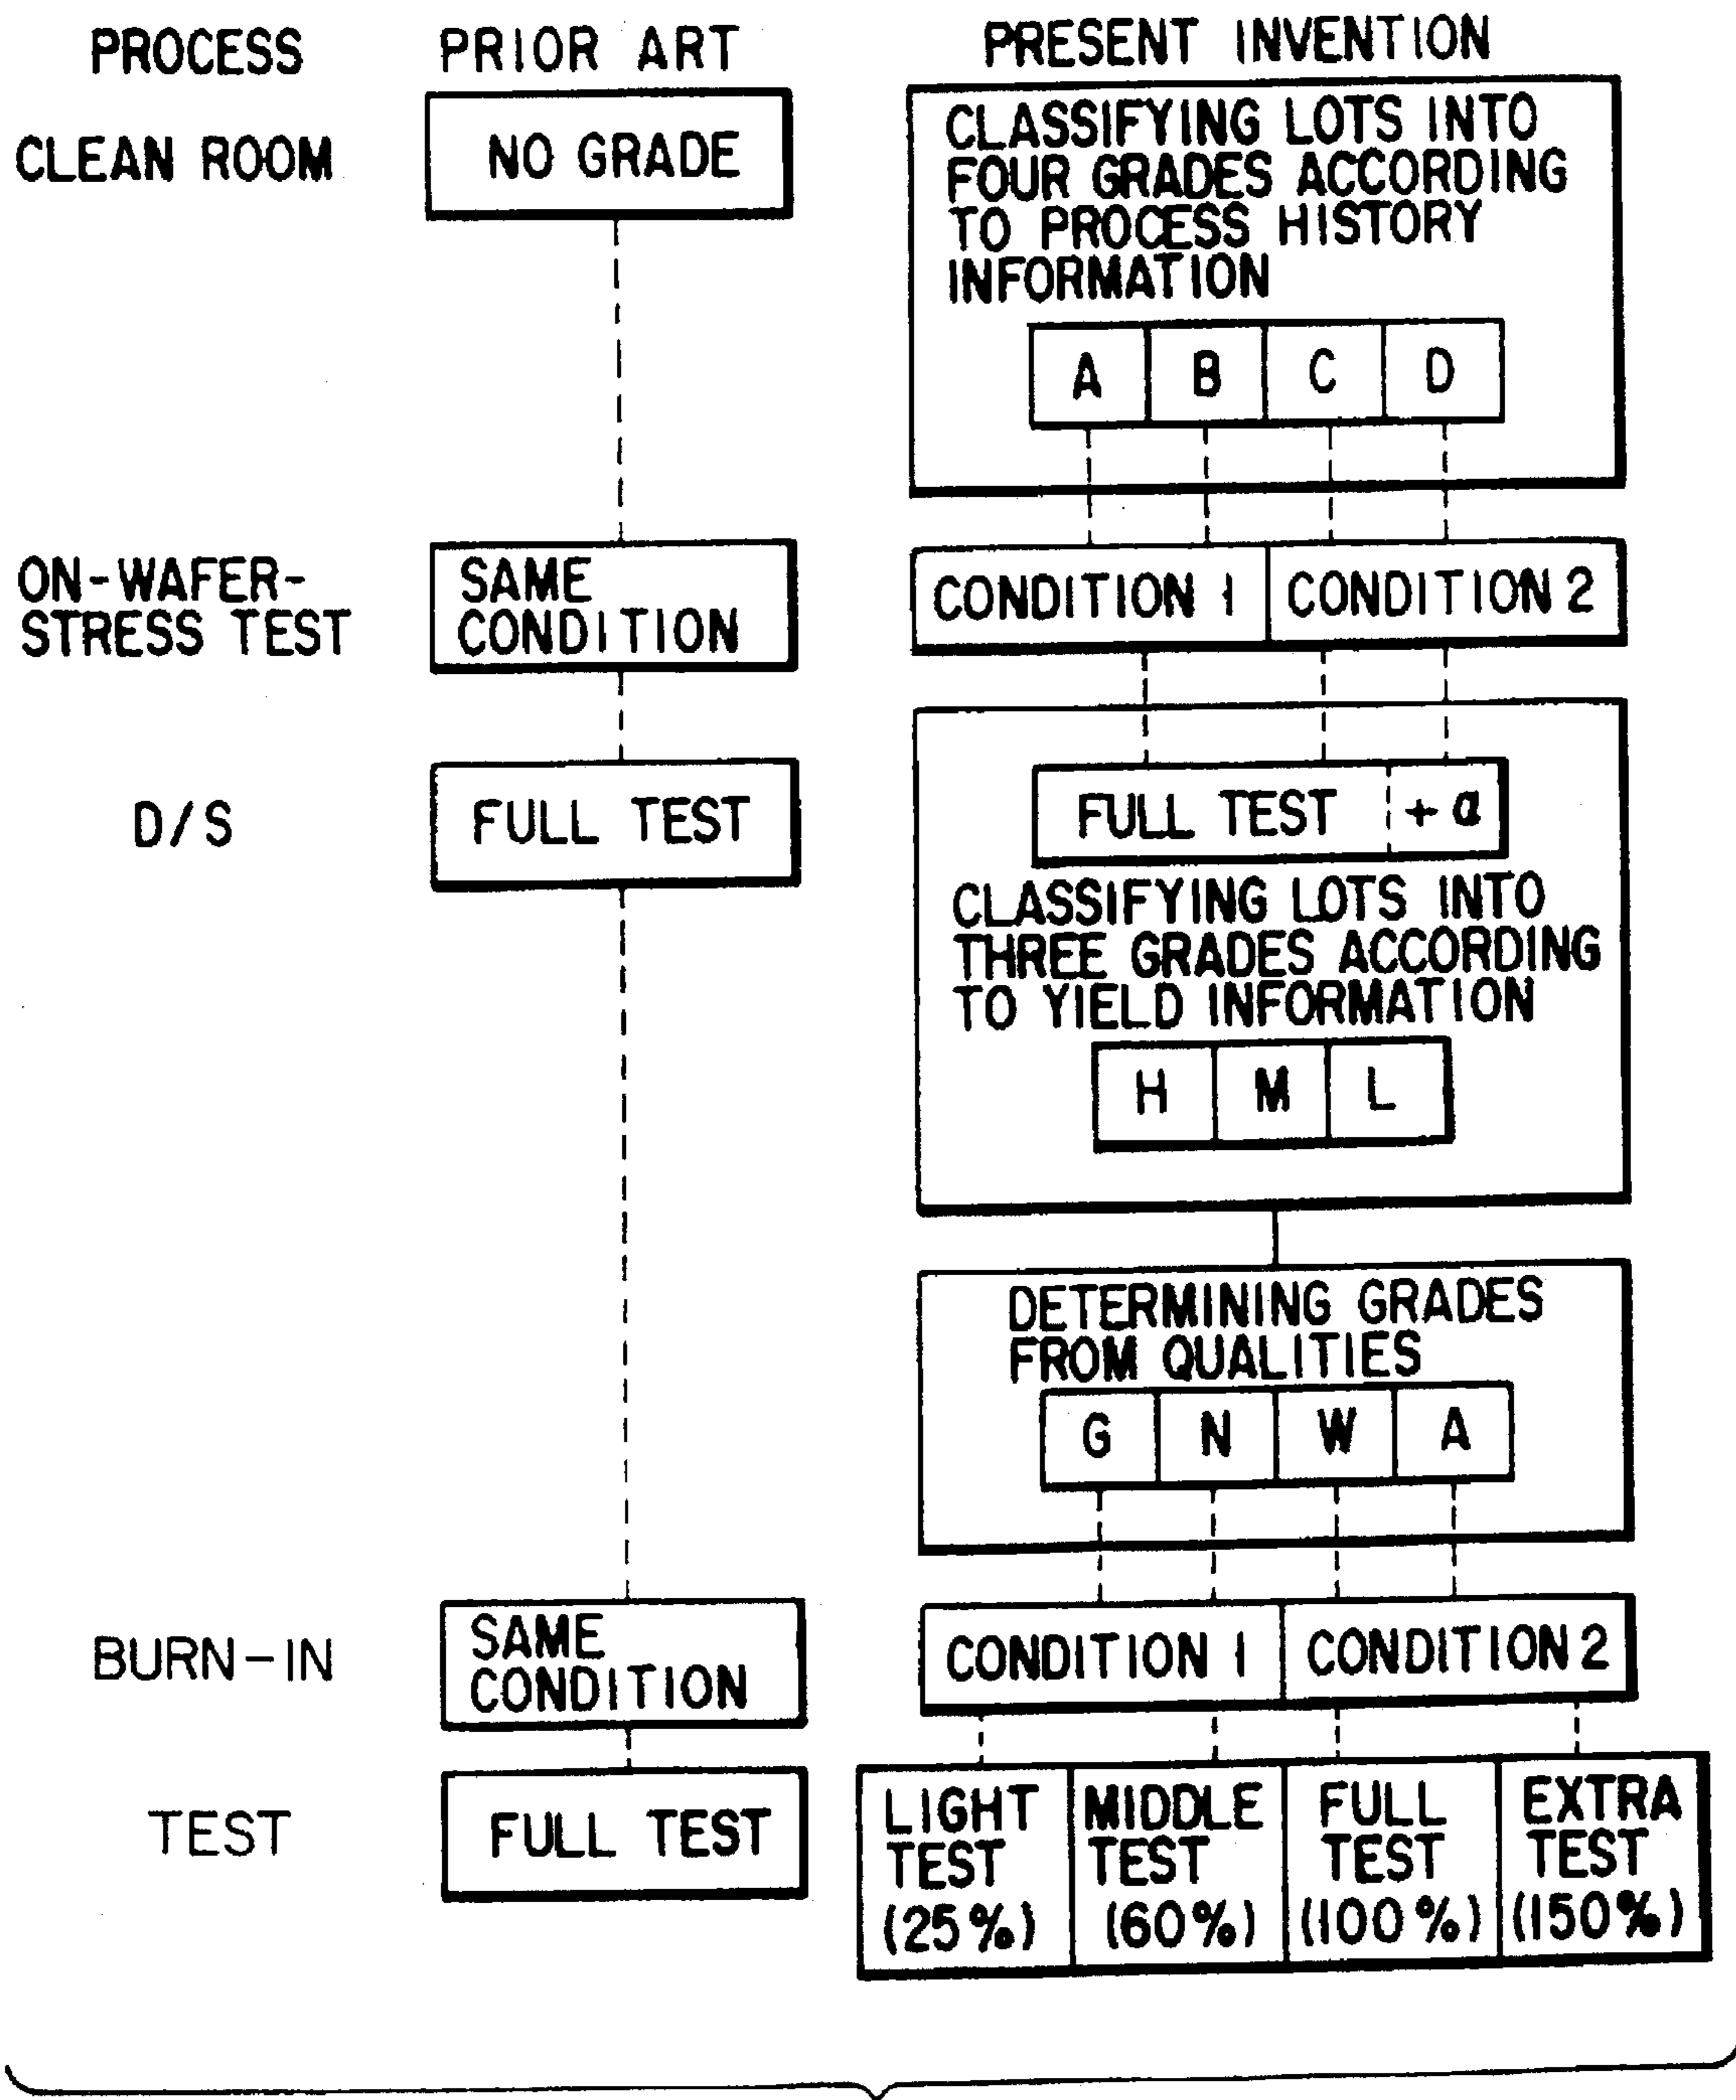 PROCESS
PRIOR ART
PRESENT INVENTION
CLEAN ROOM
NO GRADE
CLASSIFYING LOTS INTO
FOUR GRADES ACCORDING
TO PROCESS HISTORY
INFORMATION
A
B
C
D
ON-WAFER-
STRESS TEST
SAME
CONDITION
CONDITION 1
CONDITION 2
D/S
FULL TEST
FULL TEST
+ α
CLASSIFYING LOTS INTO
THREE GRADES ACCORDING
TO YIELD INFORMATION
H
M
L
DETERMINING GRADES
FROM QUALITIES
G
N
W
A
BURN-IN
SAME
CONDITION
CONDITION 1
CONDITION 2
TEST
FULL TEST
LIGHT
TEST
(25%)
MIDDLE
TEST
(60%)
FULL
TEST
(100%)
EXTRA
TEST
(150%)